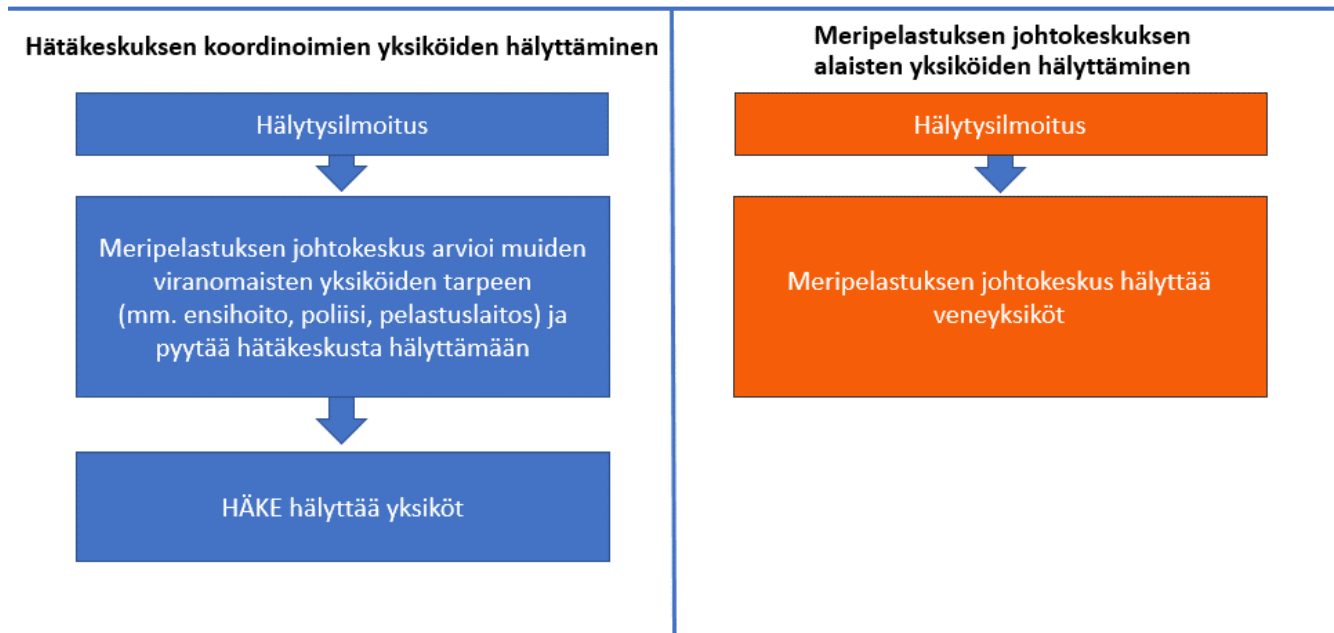 Hätäkeskuksen koordinoimien yksiköiden hälyttäminen
Hälytysilmoitus
Meripelastuksen johtokeskus arvioi muiden
viranomaisten yksiköiden tarpeen
(mm. ensihoito, poliisi, pelastuslaitos) ja
pyytää hätäkeskusta hälyttämään
HÄKE hälyttää yksiköt
Meripelastuksen johtokeskuksen
alaisten yksiköiden hälyttäminen
Hälytysilmoitus
Meripelastuksen johtokeskus hälyttää
veneyksiköt